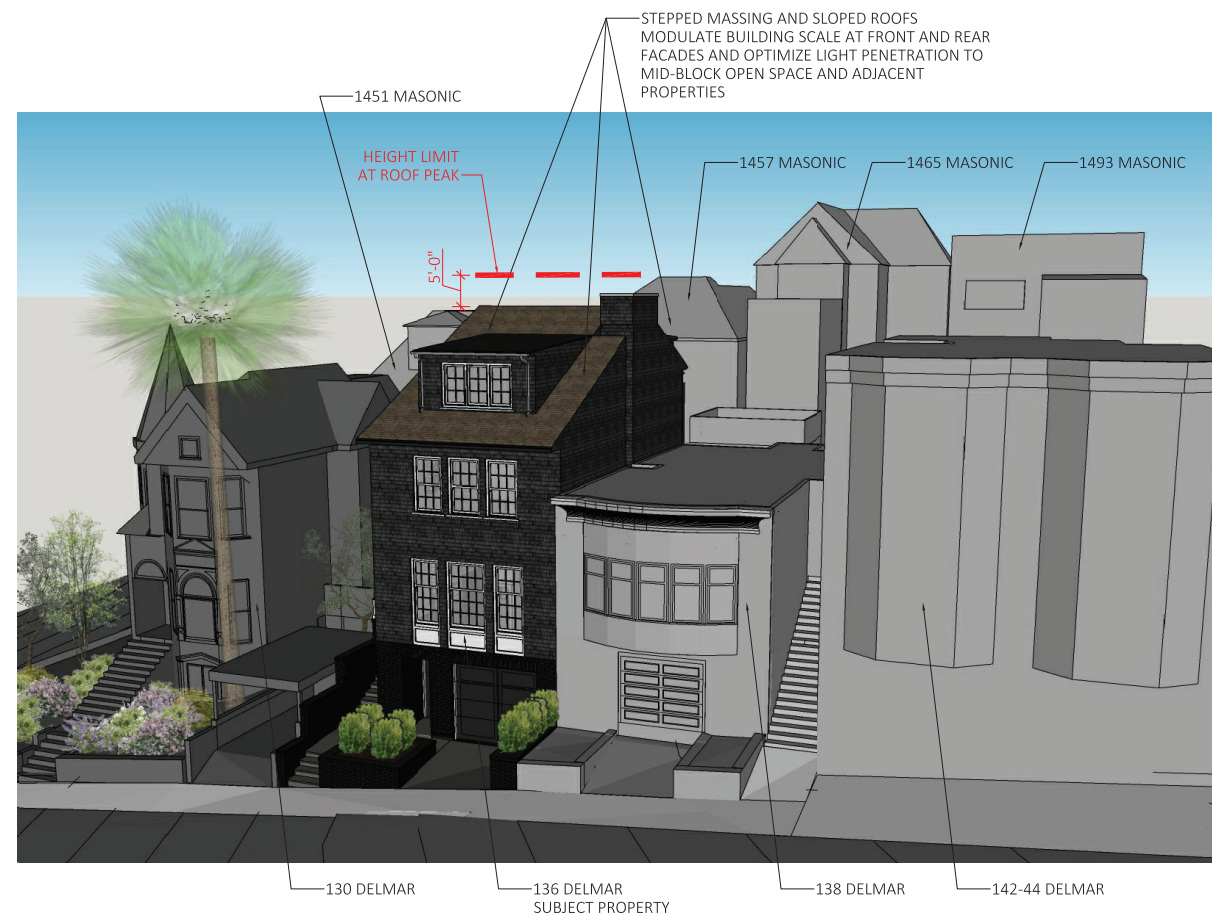 STEPPED MASSING AND SLOPED ROOFS
MODULATE BUILDING SCALE AT FRONT AND REAR
FACADES AND OPTIMIZE LIGHT PENETRATION TO
MID-BLOCK OPEN SPACE AND ADJACENT
PROPERTIES
1451 MASONIC
HEIGHT LIMIT
AT ROOF PEAK
1457 MASONIC
1465 MASONIC
1493 MASONIC
5'-0"
130 DELMAR
136 DELMAR
SUBJECT PROPERTY
138 DELMAR
142-44 DELMAR